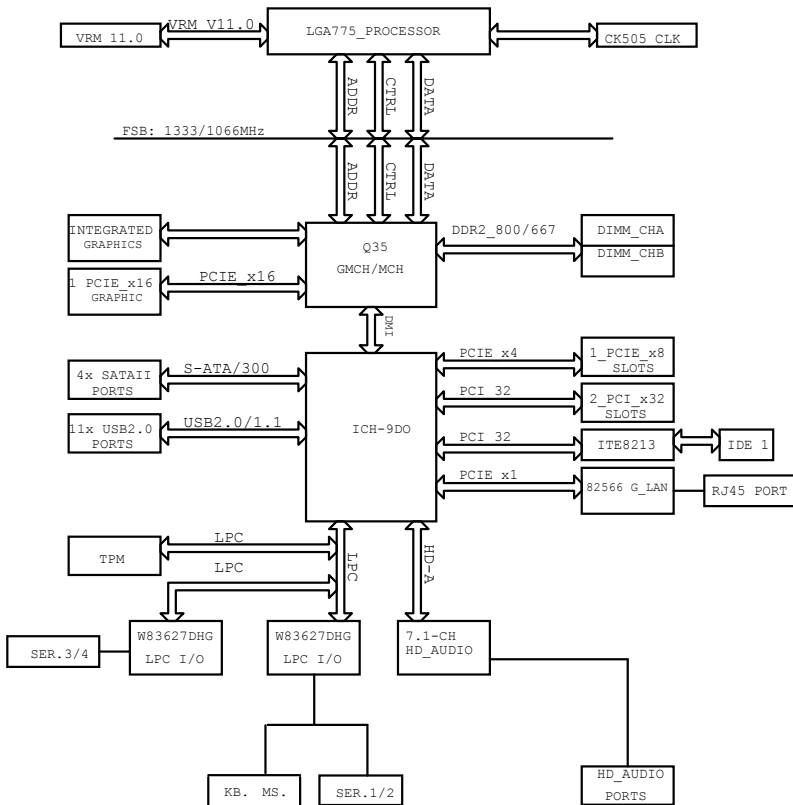 VRM 11.0
VRM V11.0
LGA775_PROCESSOR
CK505 CLK
ADDR
CTRL
DATA
FSB: 1333/1066MHz
ADDR
CTRL
DATA
INTEGRATED
GRAPHICS
Q35
GMCH/MCH
DDR2_800/667
DIMM_CHA
DIMM_CHB
1 PCIE_x16
GRAPHIC
PCIE_x16
DMI
4x SATAII
PORTS
S-ATA/300
ICH-9DO
PCIE x4
1_PCIE_x8
SLOTS
PCI 32
2_PCI_x32
SLOTS
11x USB2.0
PORTS
USB2.0/1.1
PCI 32
ITE8213
IDE 1
PCIE x1
82566 G_LAN
RJ45 PORT
TPM
LPC
LPC
LPC
HD-A
SER.3/4
W83627DHG
LPC I/O
W83627DHG
LPC I/O
7.1-CH
HD_AUDIO
KB. MS.
SER.1/2
HD_AUDIO
PORTS